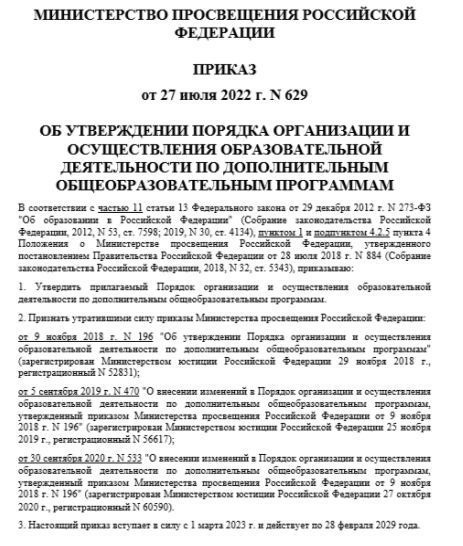 МИНИСТЕРСТВО ПРОСВЕЩЕНИЯ РОССИЙСКОЙ
ФЕДЕРАЦИИ
ПРИКАЗ
от 27 июля 2022 г. N 629
ОБ УТВЕРЖДЕНИИ ПОРЯДКА ОРГАНИЗАЦИИ И
ОСУЩЕСТВЛЕНИЯ ОБРАЗОВАТЕЛЬНОЙ
ДЕЯТЕЛЬНОСТИ ПО ДОПОЛНИТЕЛЬНЫМ
ОБЩЕОБРАЗОВАТЕЛЬНЫМ ПРОГРАММАМ
В соответствии с частью 11 статьи 13 Федерального закона от 29 декабря 2012 г. N 273-ФЗ
"Об образовании в Российской Федерации" (Собрание законодательства Российской
Федерации, 2012, N 53, ст. 7598; 2019, N 30, ст. 4134), пунктом 1 и подпунктом 4.2.5 пункта 4
Положения о Министерстве просвещения Российской Федерации, утвержденного
постановлением Правительства Российской Федерации от 28 июля 2018 г. N 884 (Собрание
законодательства Российской Федерации, 2018, N 32, ст. 5343), приказываю:
1. Утвердить прилагаемый Порядок организации и осуществления образовательной
деятельности по дополнительным общеобразовательным программам.
2. Признать утратившими силу приказы Министерства просвещения Российской Федерации:
от 9 ноября 2018 г. N 196 "Об утверждении Порядка организации и осуществления
образовательной деятельности по дополнительным общеобразовательным программам"
(зарегистрирован Министерством юстиции Российской Федерации 29 ноября 2018 г.,
регистрационный N 52831);
от 5 сентября 2019 г. N 470 "О внесении изменений в Порядок организации и осуществления
образовательной деятельности по дополнительным общеобразовательным программам,
утвержденный приказом Министерства просвещения Российской Федерации от 9 ноября
2018 г. N 196" (зарегистрирован Министерством юстиции Российской Федерации 25 ноября
2019 г., регистрационный N 56617);
от 30 сентября 2020 г. N 533 "О внесении изменений в Порядок организации и осуществления
образовательной деятельности по дополнительным общеобразовательным программам,
утвержденный приказом Министерства просвещения Российской Федерации от 9 ноября
2018 г. N 196" (зарегистрирован Министерством юстиции Российской Федерации 27 октября
2020 г., регистрационный N 60590).
3. Настоящий приказ вступает в силу с 1 марта 2023 г. и действует по 28 февраля 2029 года.